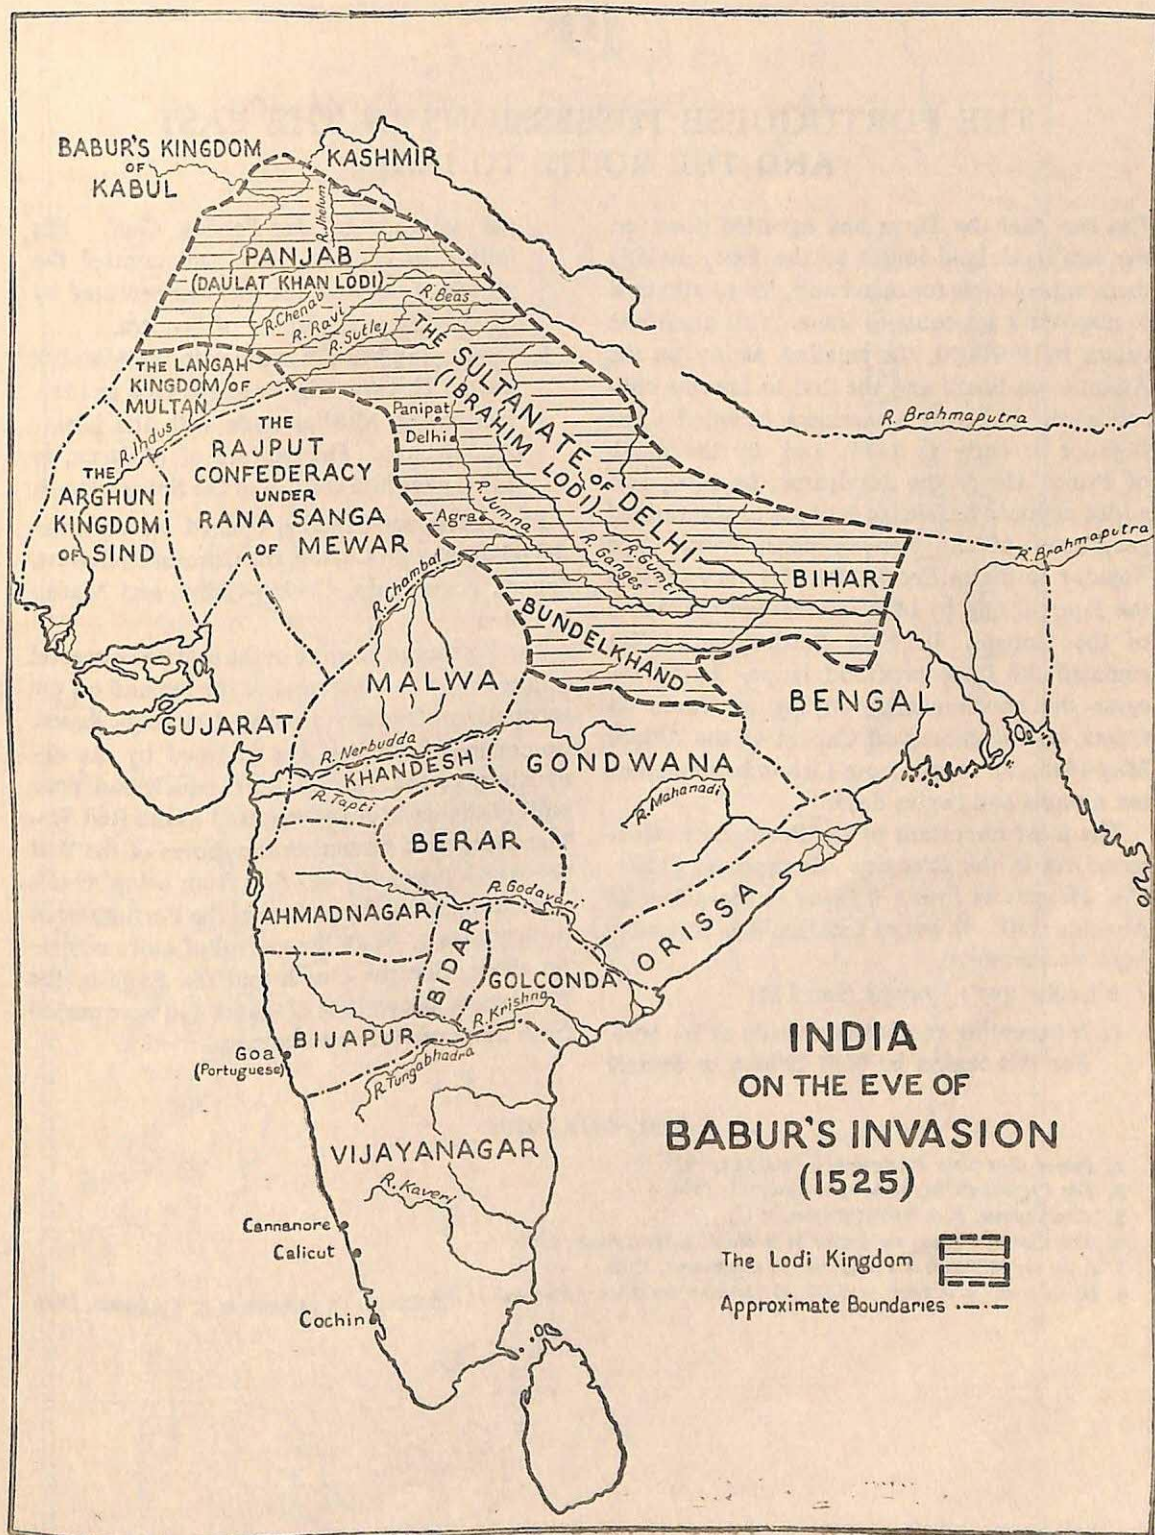 BABUR'S KINGDOM
OF
KABUL
KASHMIR
R. Jhelum
PANJAB
(DAULAT KHAN LODI)
R. Chenab
R. Ravi
R. Beas
R. Sutlej
THE LANGAH
KINGDOM OF
MULTAN
THE SULTANATE OF DELHI
(IBRAHIM LODI)
Panipat
Delhi
R. Indus
THE
RAJPUT
CONFEDERACY
UNDER
RANA SANGA
OF MEWAR
THE
ARGHUN
KINGDOM
OF SIND
R. Brahmaputra
Agra
R. Jumna
R. Ganges
R. Gumti
R. Brahmaputra
BIHAR
R. Chambal
BUNDELKHAND
MALWA
BENGAL
GUJARAT
R. Nerbudda
KHANDESH
R. Tapti
GONDWANA
R. Mahanadi
BERAR
R. Godavari
AHMADNAGAR
BIDAR
ORISSA
GOLCONDA
R. Krishna
BIJAPUR
Goa
(Portuguese)
R. Tungabhadra
VIJAYANAGAR
R. Kaveri
Cannanore
Calicut
Cochin
INDIA
ON THE EVE OF
BABUR'S INVASION
(1525)
The Lodi Kingdom
Approximate Boundaries